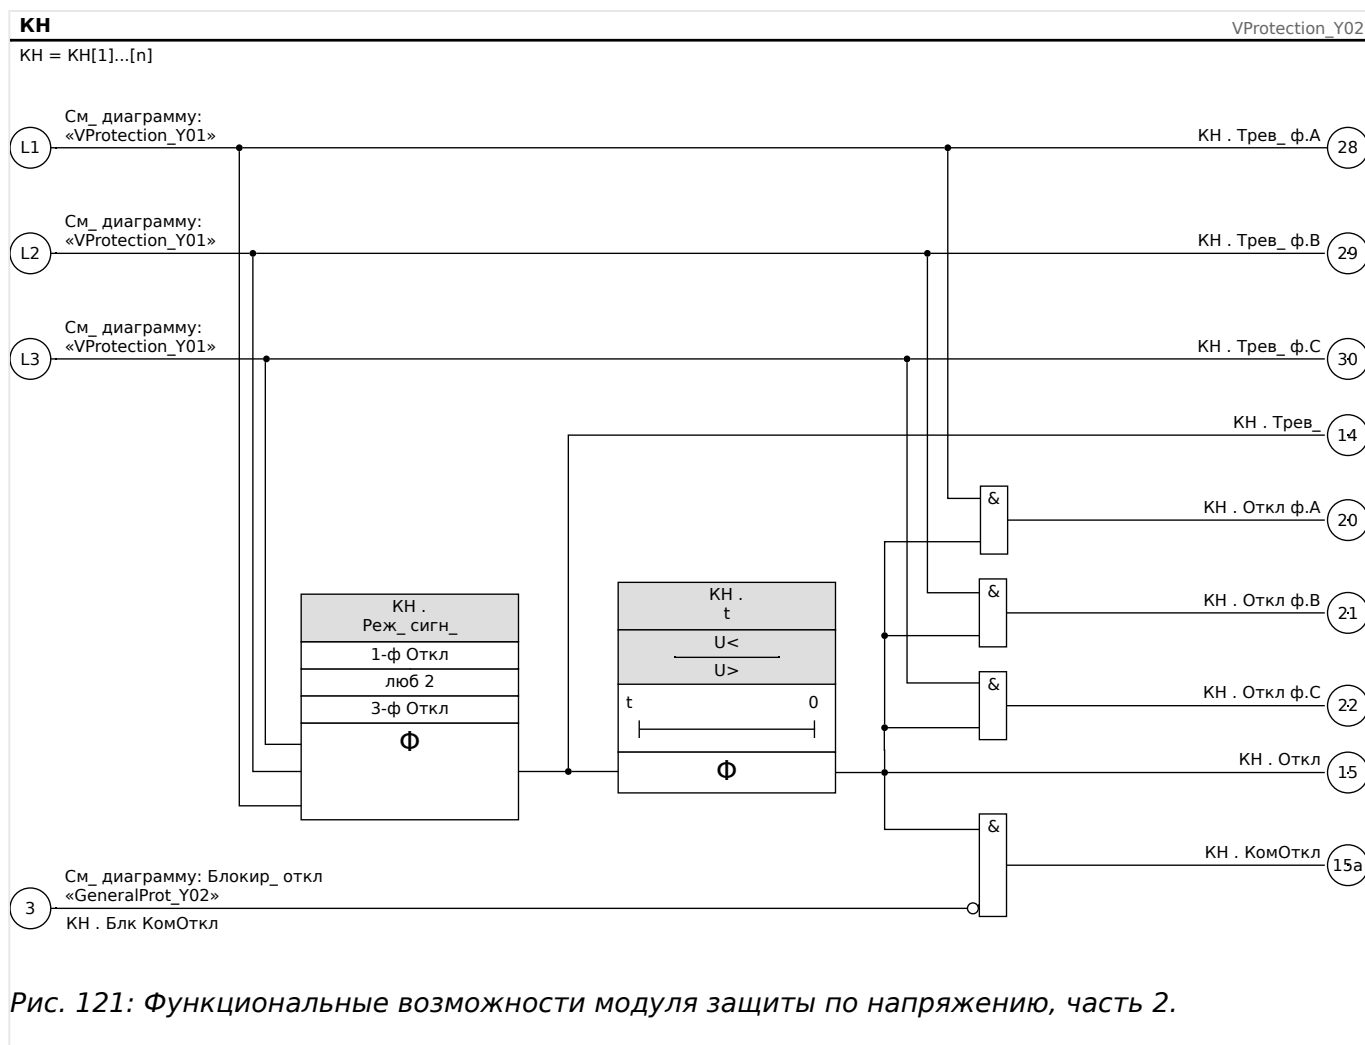 КН
VProtection_Y02
КН = КН[1]...[n]
См_ диаграмму:
«VProtection_Y01»
L1
КН . Трев_ ф.А
28
См_ диаграмму:
«VProtection_Y01»
L2
КН . Трев_ ф.В
29
См_ диаграмму:
«VProtection_Y01»
L3
КН . Трев_ ф.С
30
КН . Трев_
14
&
КН . Откл ф.А
20
&
КН . Откл ф.В
21
КН .
Реж_ сигн_
1-ф Откл
люб 2
3-ф Откл
Ф
КН .
t
U<
U>
t 0
Ф
&
КН . Откл ф.С
22
КН . Откл
15
&
КН . КомОткл
15a
См_ диаграмму: Блокир_ откл
«GeneralProt_Y02»
3
КН . Блк КомОткл
Рис. 121: Функциональные возможности модуля защиты по напряжению, часть 2.